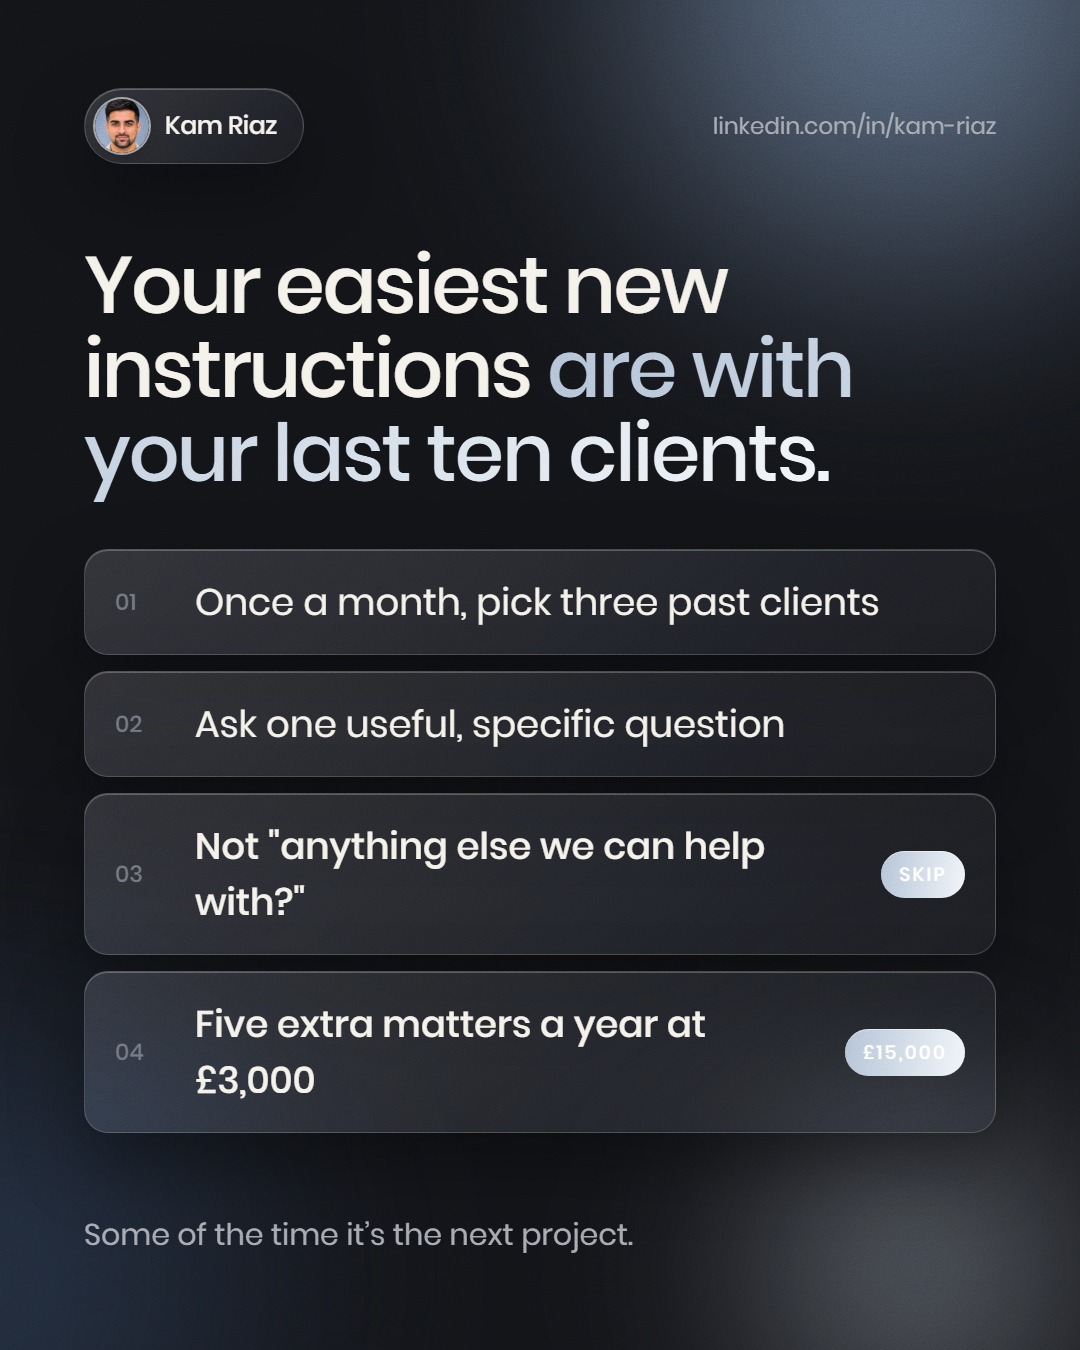 Kam Riaz
linkedin.com/in/kam-riaz
Your easiest new
instructions are with
your last ten clients.
01 Once a month, pick three past clients
02 Ask one useful, specific question
03 Not "anything else we can help
with?"
SKIP
04 Five extra matters a year at
£3,000
£15,000
Some of the time it’s the next project.